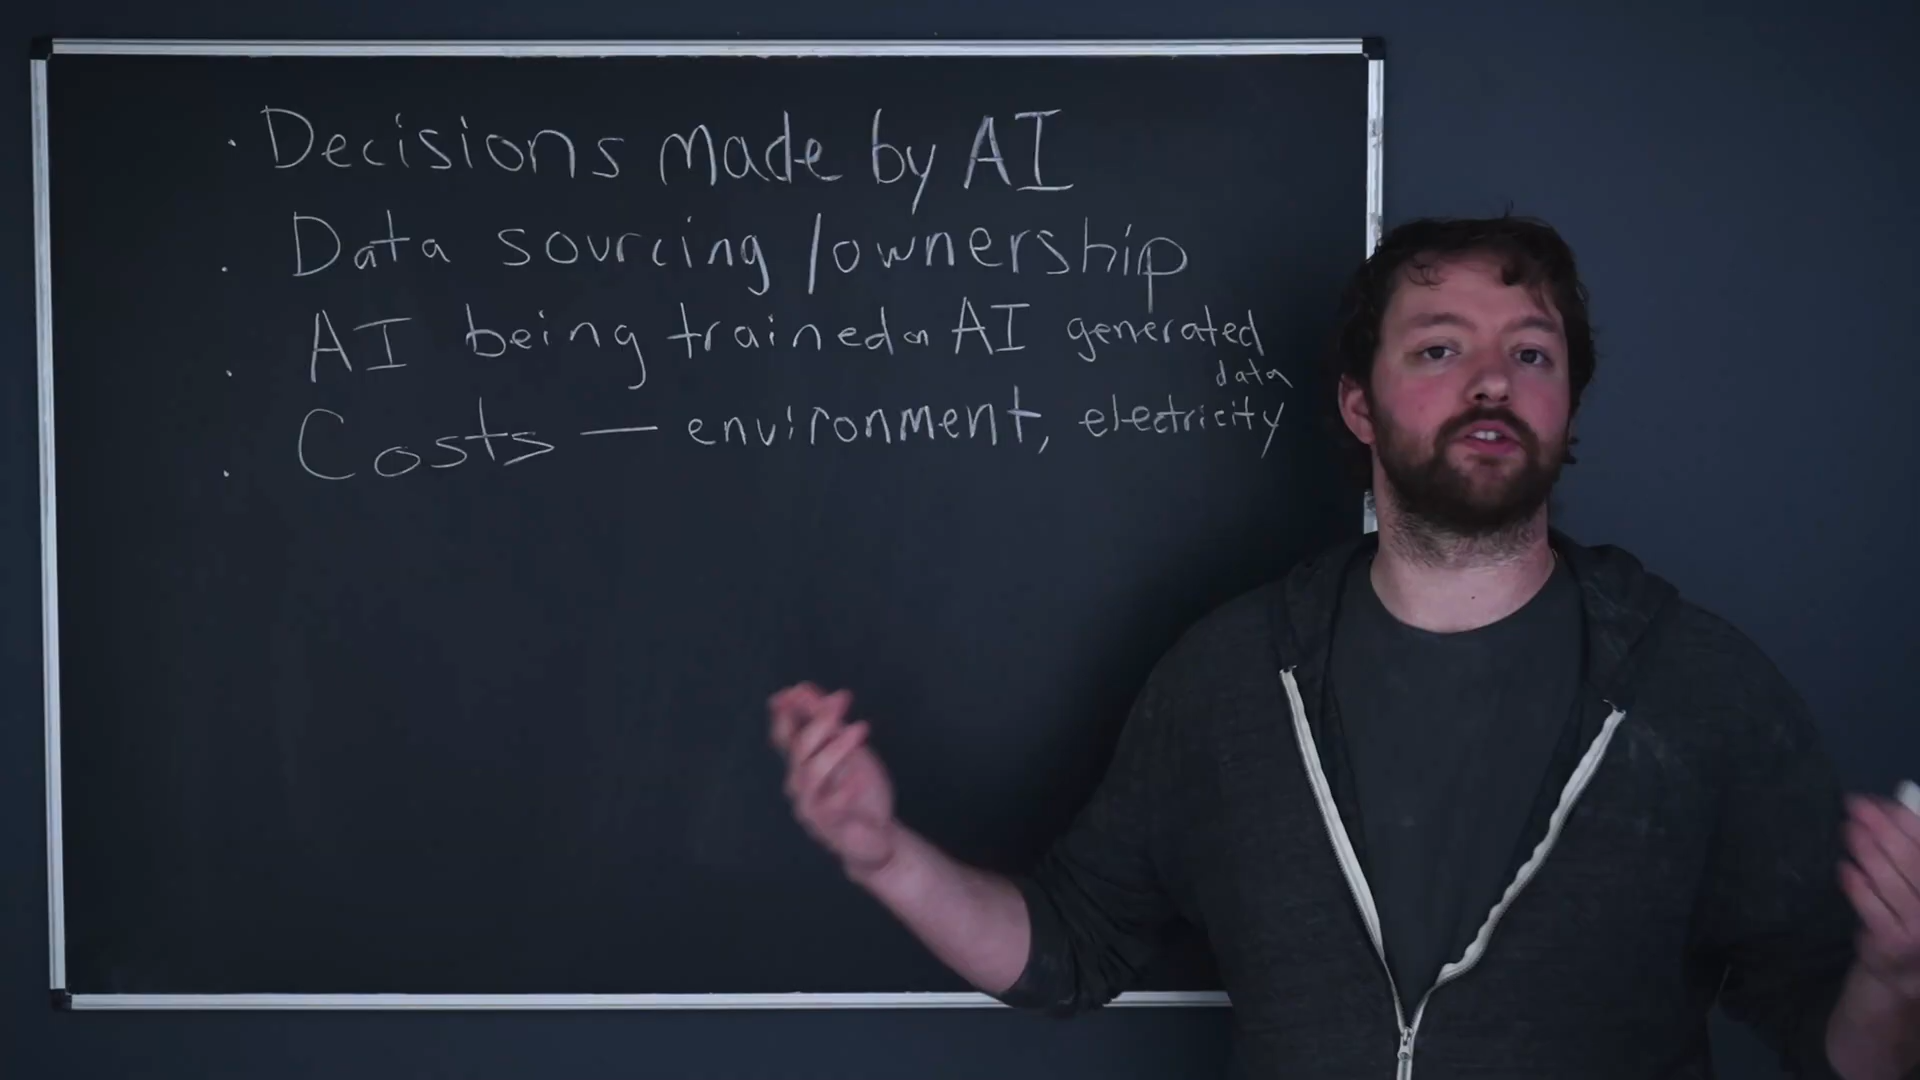 · Decisions made by AI
· Data sourcing /ownership
· AI being trained on AI generated
data
· Costs — environment, electricity